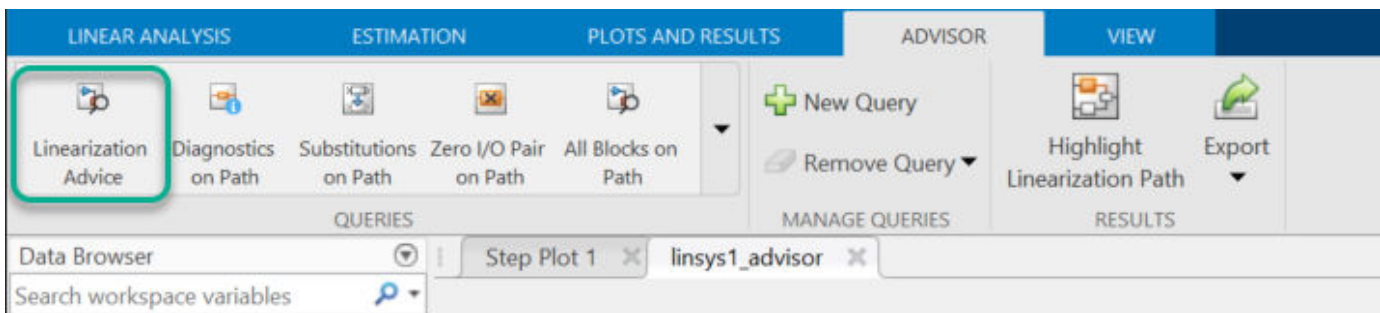 LINEAR ANALYSIS ESTIMATION PLOTS AND RESULTS ADVISOR VIEW
Linearization Advice
Diagnostics on Path
Substitutions on Path
Zero I/O Pair on Path
All Blocks on Path
QUERIES
New Query
Remove Query
MANAGE QUERIES
Highlight
Linearization Path
Export
RESULTS
Data Browser
Search workspace variables
Step Plot 1
linsys1_advisor